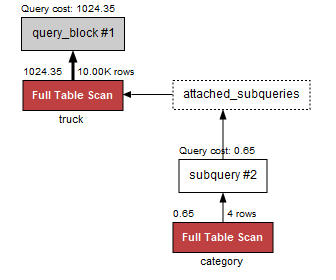 Query cost: 1024.35
query_block #1
1024.35 10.00K rows
Full Table Scan
truck
attached_subqueries
Query cost: 0.65
subquery #2
0.65 4 rows
Full Table Scan
category